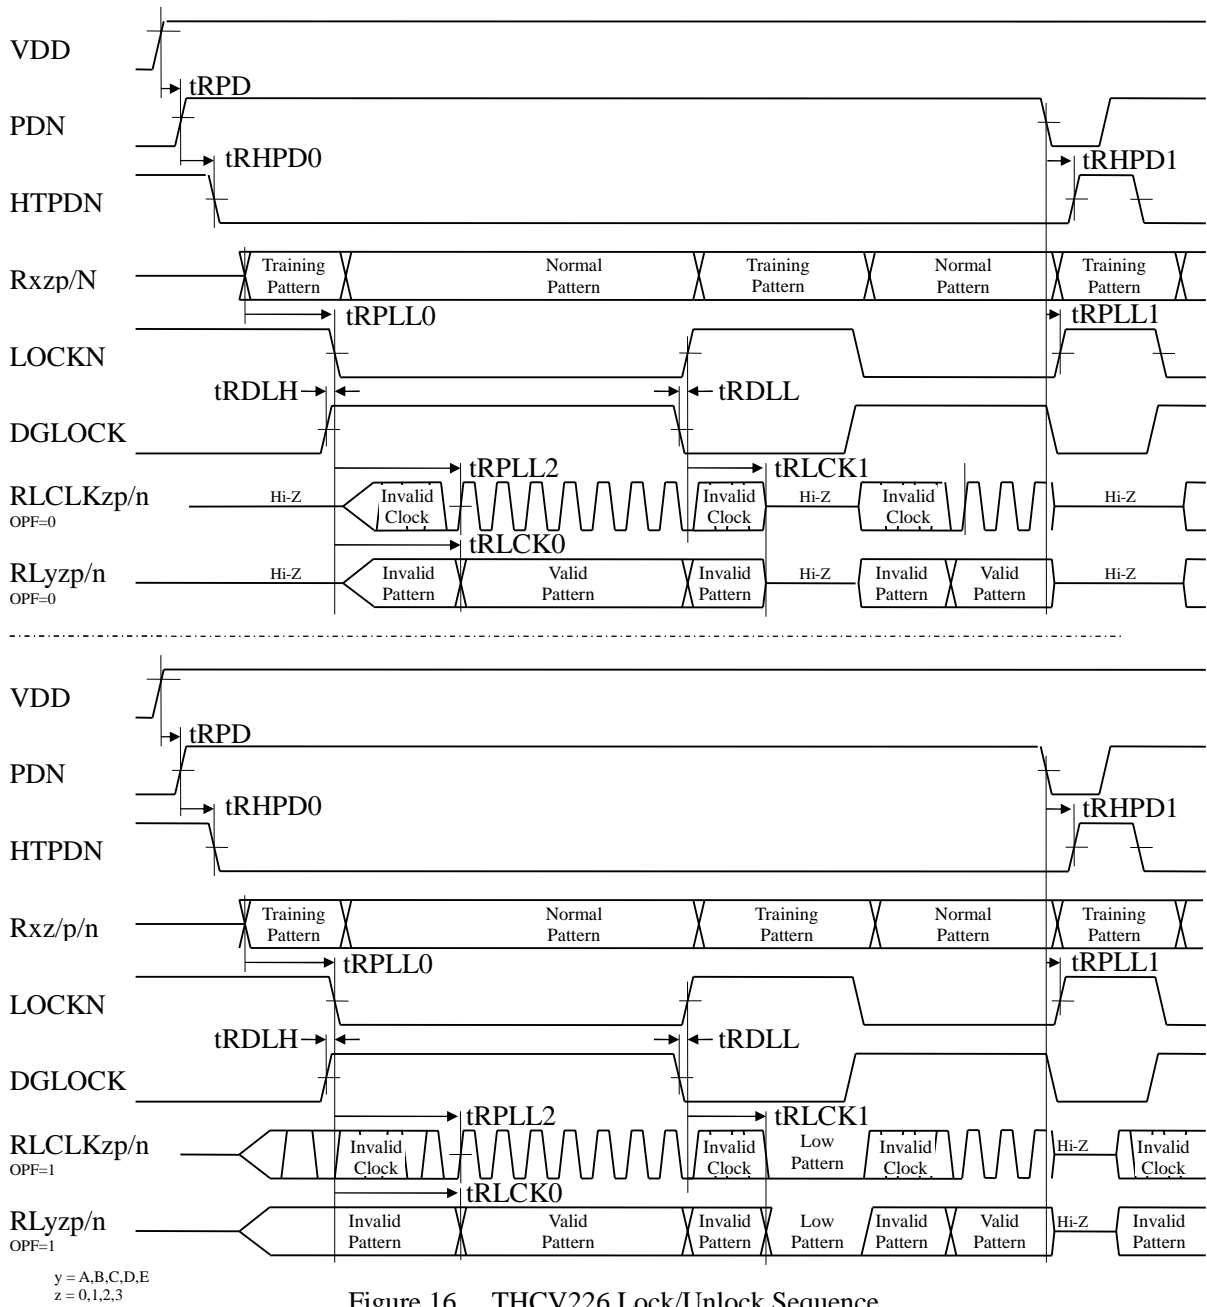 VDD
tRPD
PDN
tRHPD0
tRHPD1
HTPDN
Rxzp/N
Training Pattern
Normal Pattern
Training Pattern
Normal Pattern
Training Pattern
tRPLL0
tRPLL1
LOCKN
tRDLH
tRDLL
DGLOCK
tRPLL2
tRLCK1
RLCLKzp/n
OPF=0
Hi-Z
Invalid Clock
Invalid Clock
Hi-Z
Invalid Clock
Hi-Z
tRLCK0
RLyzp/n
OPF=0
Hi-Z
Invalid Pattern
Valid Pattern
Invalid Pattern
Hi-Z
Invalid Pattern
Valid Pattern
Hi-Z
VDD
tRPD
PDN
tRHPD0
tRHPD1
HTPDN
Rxz/p/n
Training Pattern
Normal Pattern
Training Pattern
Normal Pattern
Training Pattern
tRPLL0
tRPLL1
LOCKN
tRDLH
tRDLL
DGLOCK
tRPLL2
tRLCK1
RLCLKzp/n
OPF=1
Invalid Clock
Invalid Clock
Low Pattern
Invalid Clock
Hi-Z
Invalid Clock
tRLCK0
RLyzp/n
OPF=1
Invalid Pattern
Valid Pattern
Invalid Pattern
Low Pattern
Invalid Pattern
Valid Pattern
Hi-Z
Invalid Pattern
y = A,B,C,D,E
z = 0,1,2,3
Figure 16 THCV226 Lock/Unlock Sequence